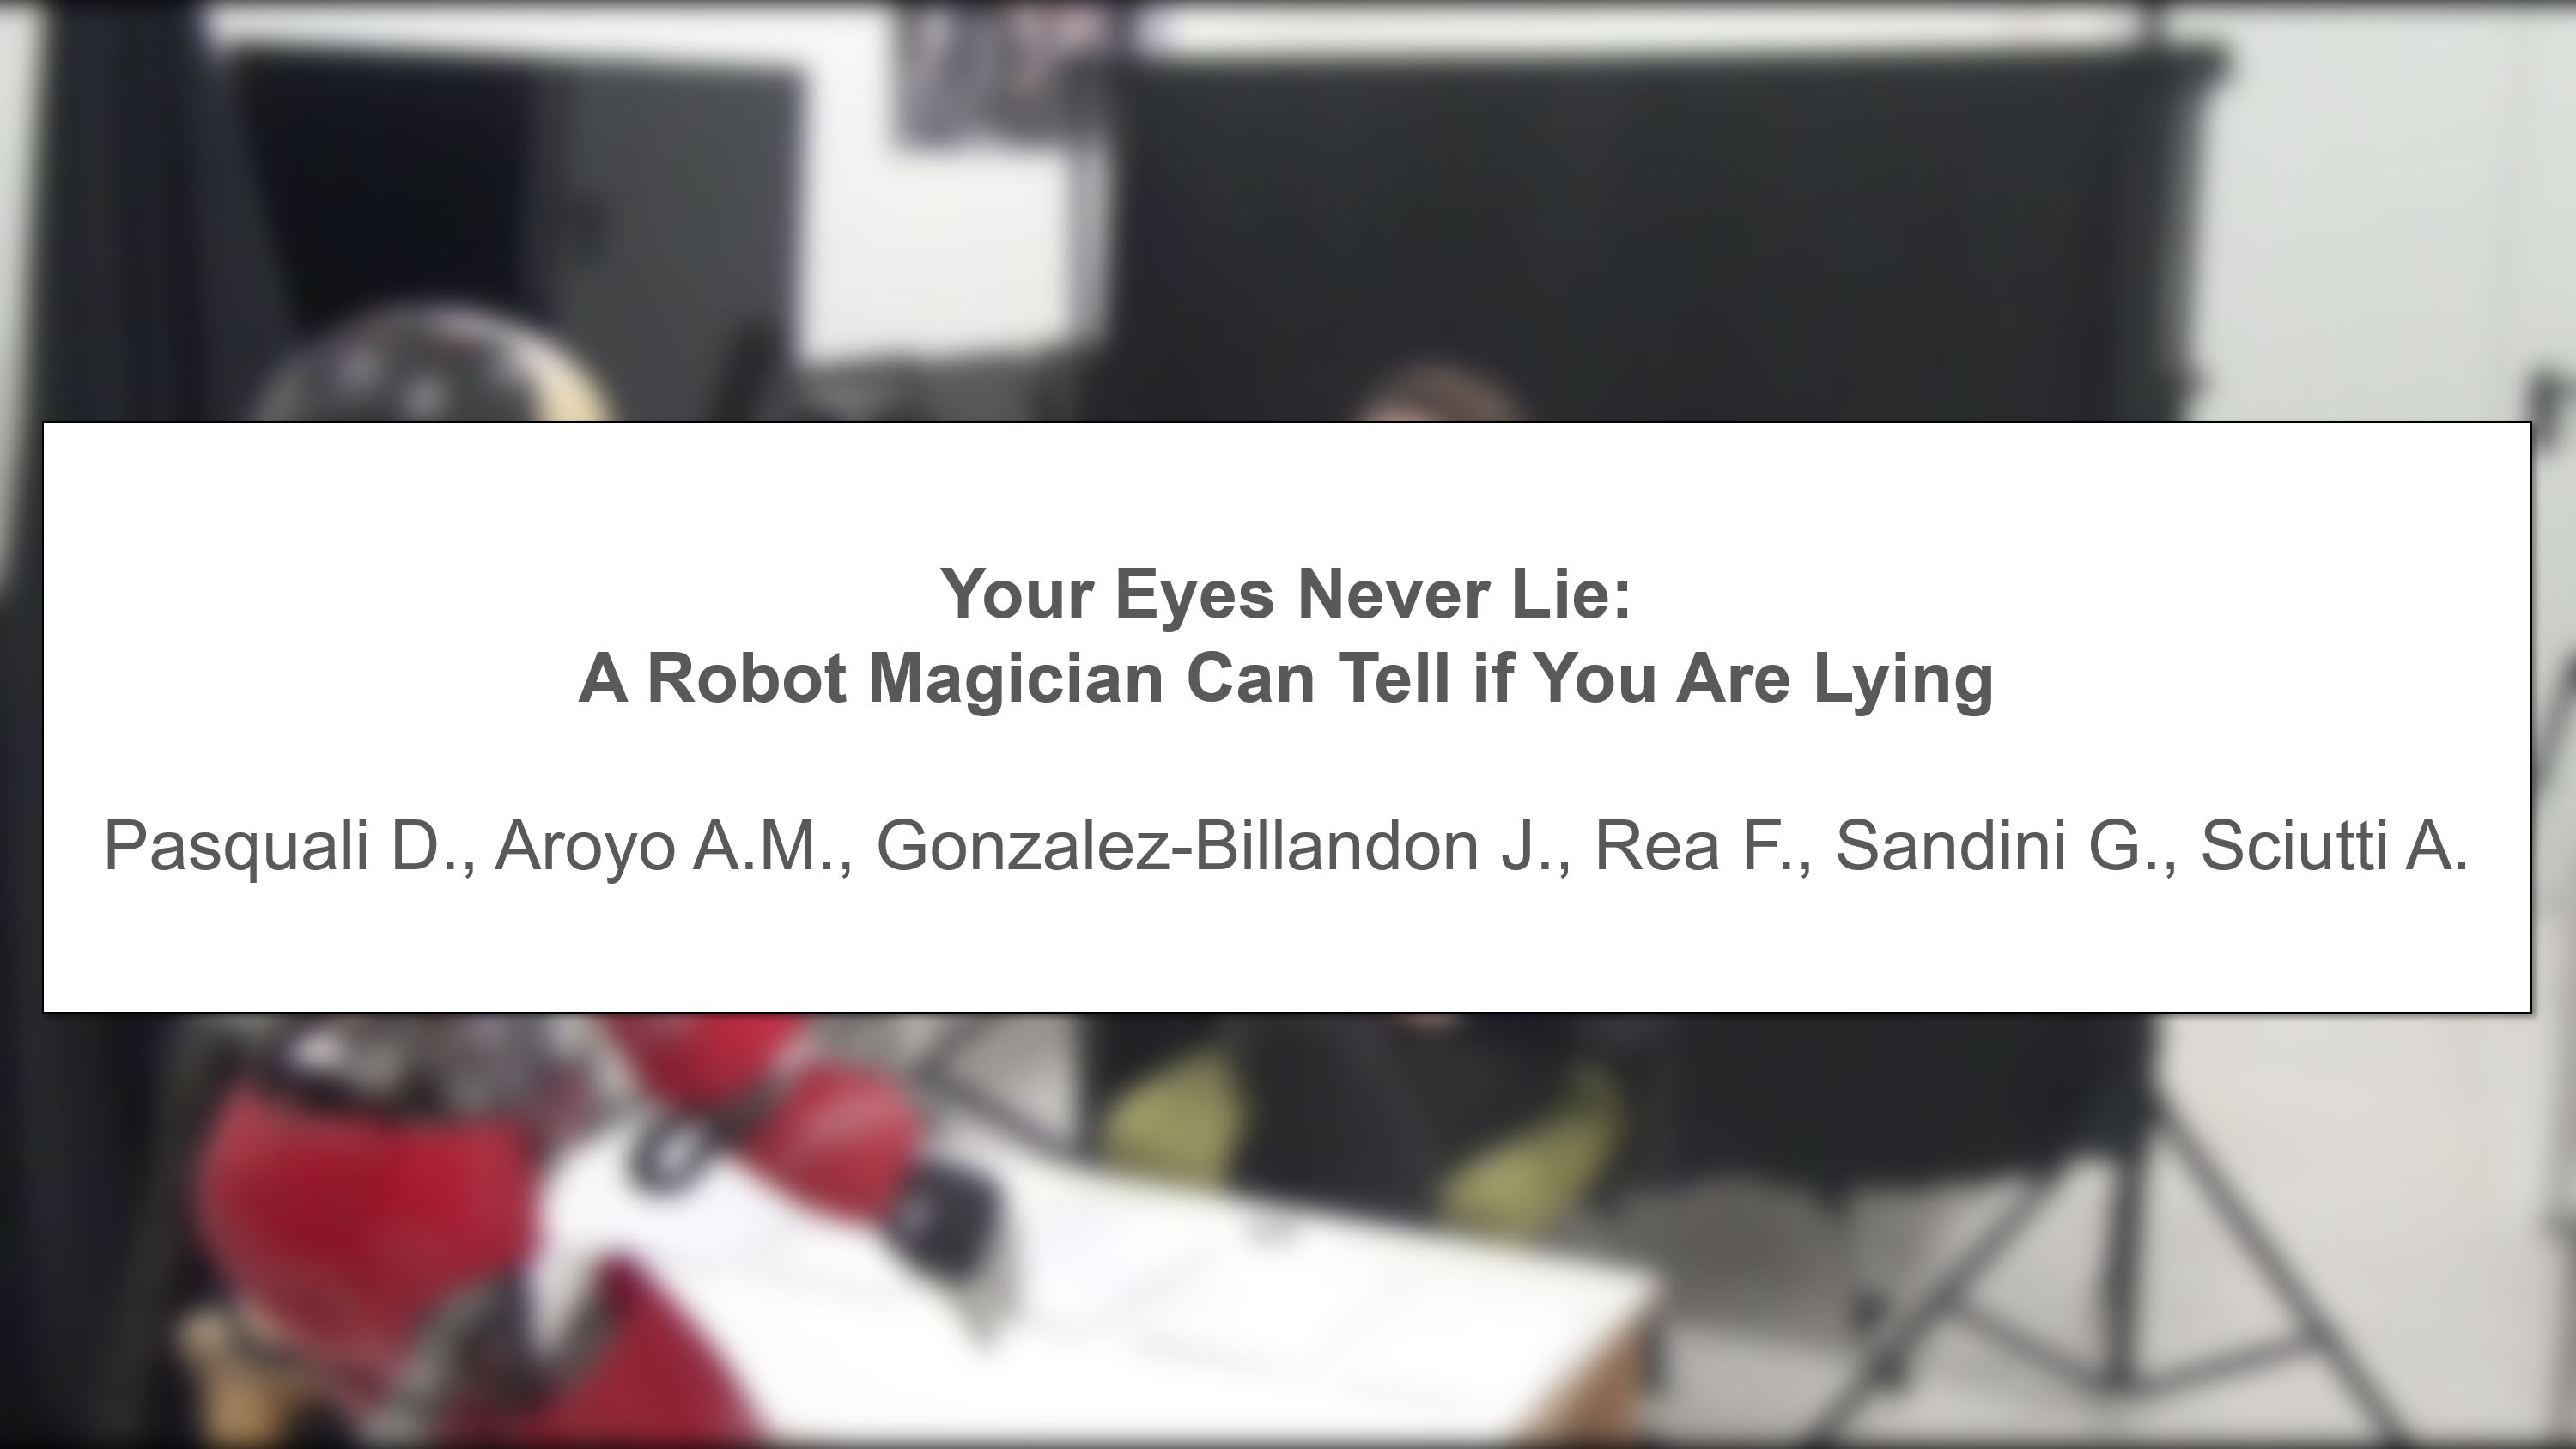 Your Eyes Never Lie:
A Robot Magician Can Tell if You Are Lying
Pasquali D., Aroyo A.M., Gonzalez-Billandon J., Rea F., Sandini G., Sciutti A.